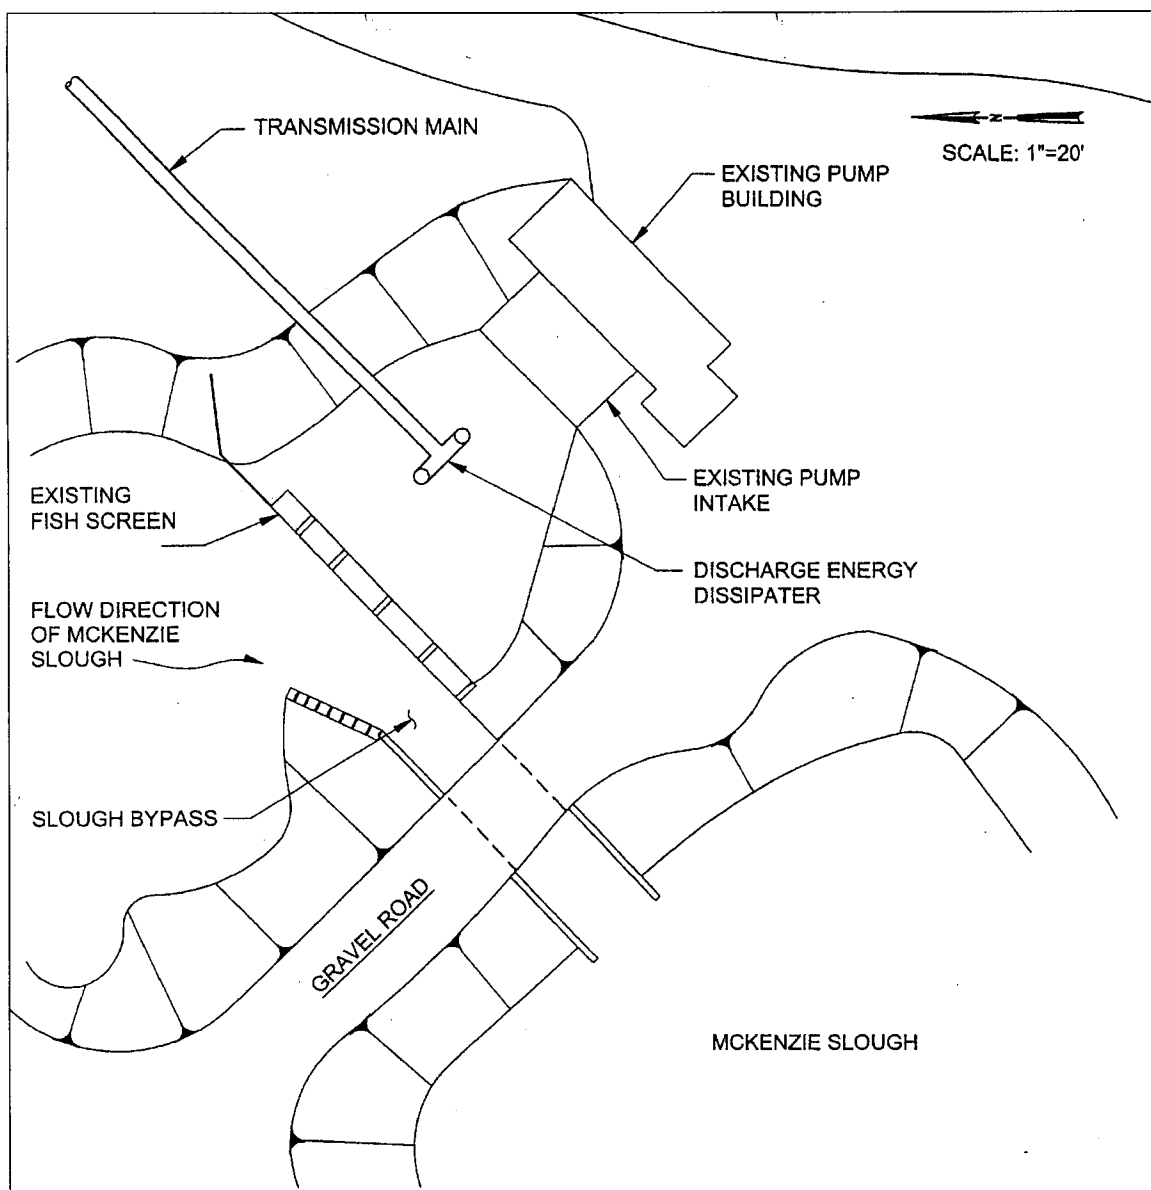 TRANSMISSION MAIN
N
SCALE: 1"=20'
EXISTING PUMP
BUILDING
EXISTING
FISH SCREEN
EXISTING PUMP
INTAKE
DISCHARGE ENERGY
DISSIPATER
FLOW DIRECTION
OF MCKENZIE
SLOUGH
SLOUGH BYPASS
GRAVEL ROAD
MCKENZIE SLOUGH